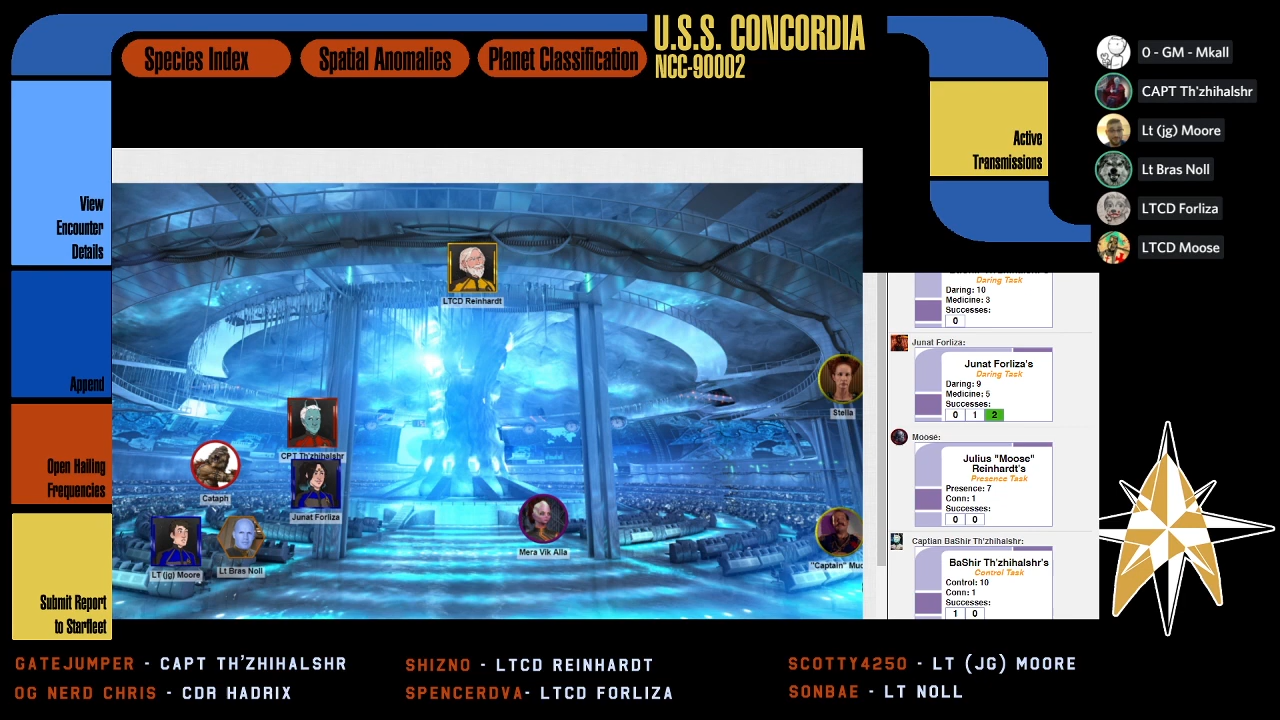 U.S.S. CONCORDIA
NCC-90002
Species Index
Spatial Anomalies
Planet Classification
View
Encounter
Details
Append
Open Hailing
Frequencies
Submit Report
to Starfleet
Active
Transmissions
0 - GM - Mkall
CAPT Th'zhihalshr
Lt (jg) Moore
Lt Bras Noll
LTCD Forliza
LTCD Moose
LTCD Reinhardt
Stella
CPT Th'zhihalshr
Cataph
Junat Forliza
Mera Vik Alla
LT (jg) Moore
Lt Bras Noll
"Captain" Mud
Daring Task
Daring: 10
Medicine: 3
Successes:
0
Junat Forliza:
Junat Forliza's
Daring Task
Daring: 9
Medicine: 5
Successes:
0 1 2
Moose:
Julius "Moose"
Reinhardt's
Presence Task
Presence: 7
Conn: 1
Successes:
0 0
Captian BaShir Th'zhihalshr:
BaShir Th'zhihalshr's
Control Task
Control: 10
Conn: 1
Successes:
1 0
GATEJUMPER - CAPT TH'ZHIHALSHR
SHIZNO - LTCD REINHARDT
SCOTTY4250 - LT (JG) MOORE
OG NERD CHRIS - CDR HADRIX
SPENCERDVA- LTCD FORLIZA
SONBAE - LT NOLL